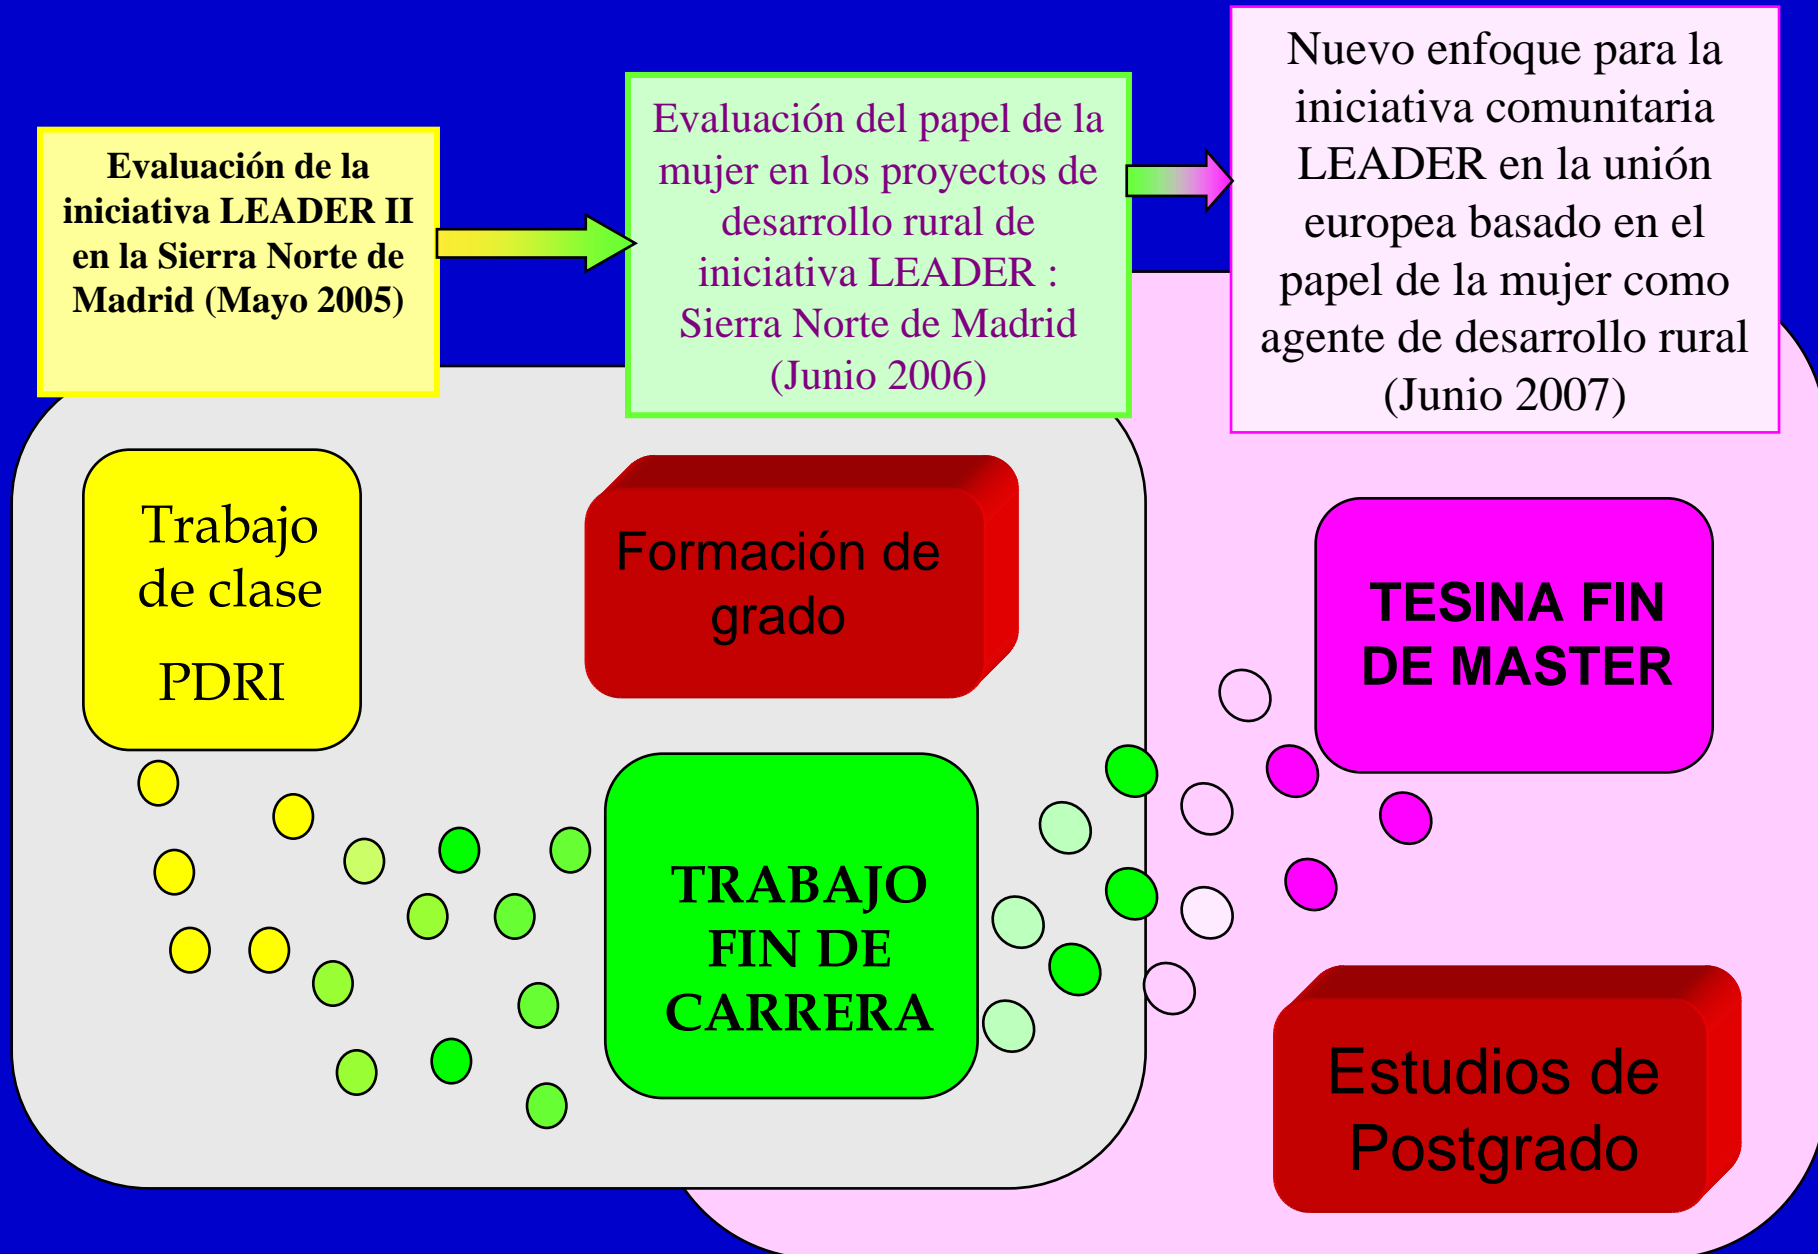 Evaluación de la
iniciativa LEADER II
en la Sierra Norte de
Madrid (Mayo 2005)
Evaluación del papel de la
mujer en los proyectos de
desarrollo rural de
iniciativa LEADER :
Sierra Norte de Madrid
(Junio 2006)
Nuevo enfoque para la
iniciativa comunitaria
LEADER en la unión
europea basado en el
papel de la mujer como
agente de desarrollo rural
(Junio 2007)
Trabajo
de clase
PDRI
Formación de
grado
TESINA FIN
DE MASTER
TRABAJO
FIN DE
CARRERA
Estudios de
Postgrado